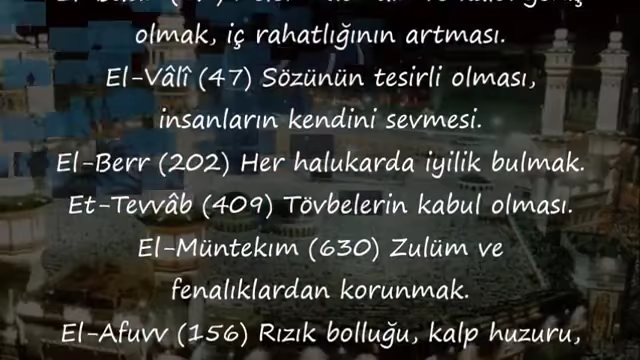 olmak, iç rahatlığının artması.
El-Vâlî (47) Sözünün tesirli olması,
insanların kendini sevmesi.
El-Berr (202) Her halukarda iyilik bulmak.
Et-Tevvâb (409) Tövbelerin kabul olması.
El-Müntekım (630) Zulüm ve
fenalıklardan korunmak.
El-Afuvv (156) Rızık bolluğu, kalp huzuru,